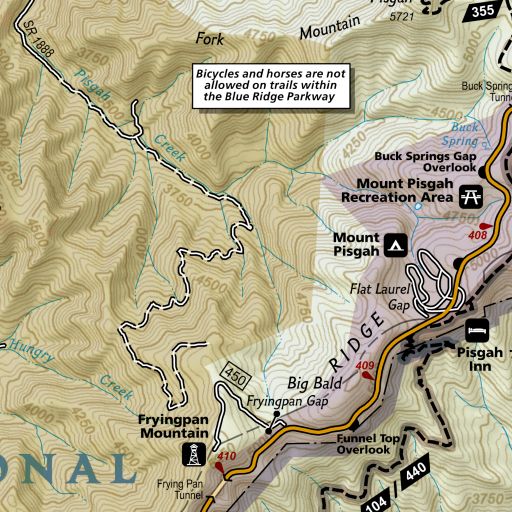 355
Pisgah
5721
Mountain
Fork
SR 1888
Bicycles and horses are not
allowed on trails within
the Blue Ridge Parkway
Pisgah
Creek
4250
4500
Buck Spring
Tunn
Buck
Spring
Buck Springs Gap
Overlook
Mount Pisgah
Recreation Area
3750
4750
408
Mount
Pisgah
5000
Flat Laurel
Gap
4500
4000
4250
RIDGE
Pisgah
Inn
409
Hungry
Creek
450
Big Bald
Fryingpan Gap
Fryingpan
Mountain
Funnel Top
Overlook
410
ONAL
Frying Pan
Tunnel
104 / 440